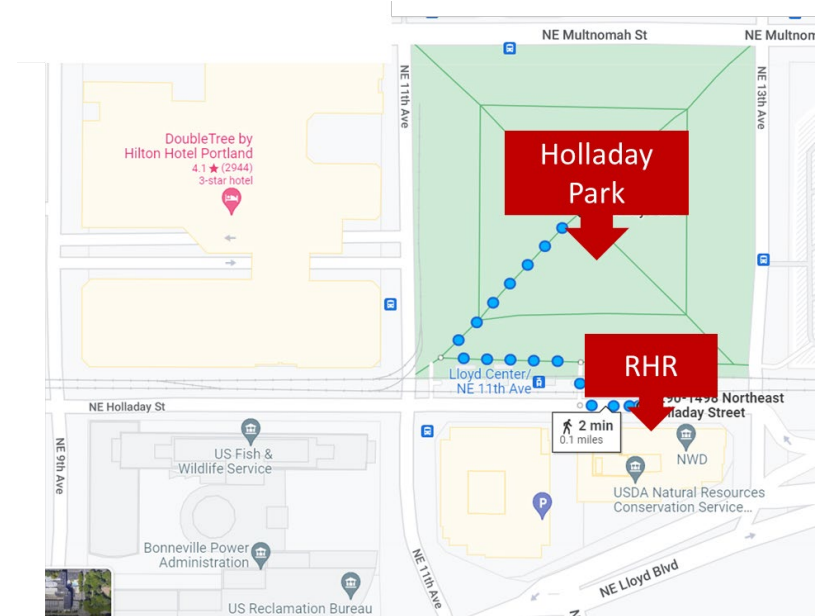 NE Multnomah St
NE Multnom
NE 11th Ave
NE 13th Ave
DoubleTree by
Hilton Hotel Portland
4.1★(2944)
3-star hotel
Holladay
Park
RHR
Lloyd Center/
NE 11th Ave
Northeast
Street
NE Holladay St
2 min
0.1 miles
US Fish &
Wildlife Service
NWD
NE 9th Ave
USDA Natural Resources
Conservation Service...
P
Bonneville Power
Administration
NE 11th Ave
NE Lloyd Blvd
US Reclamation Bureau